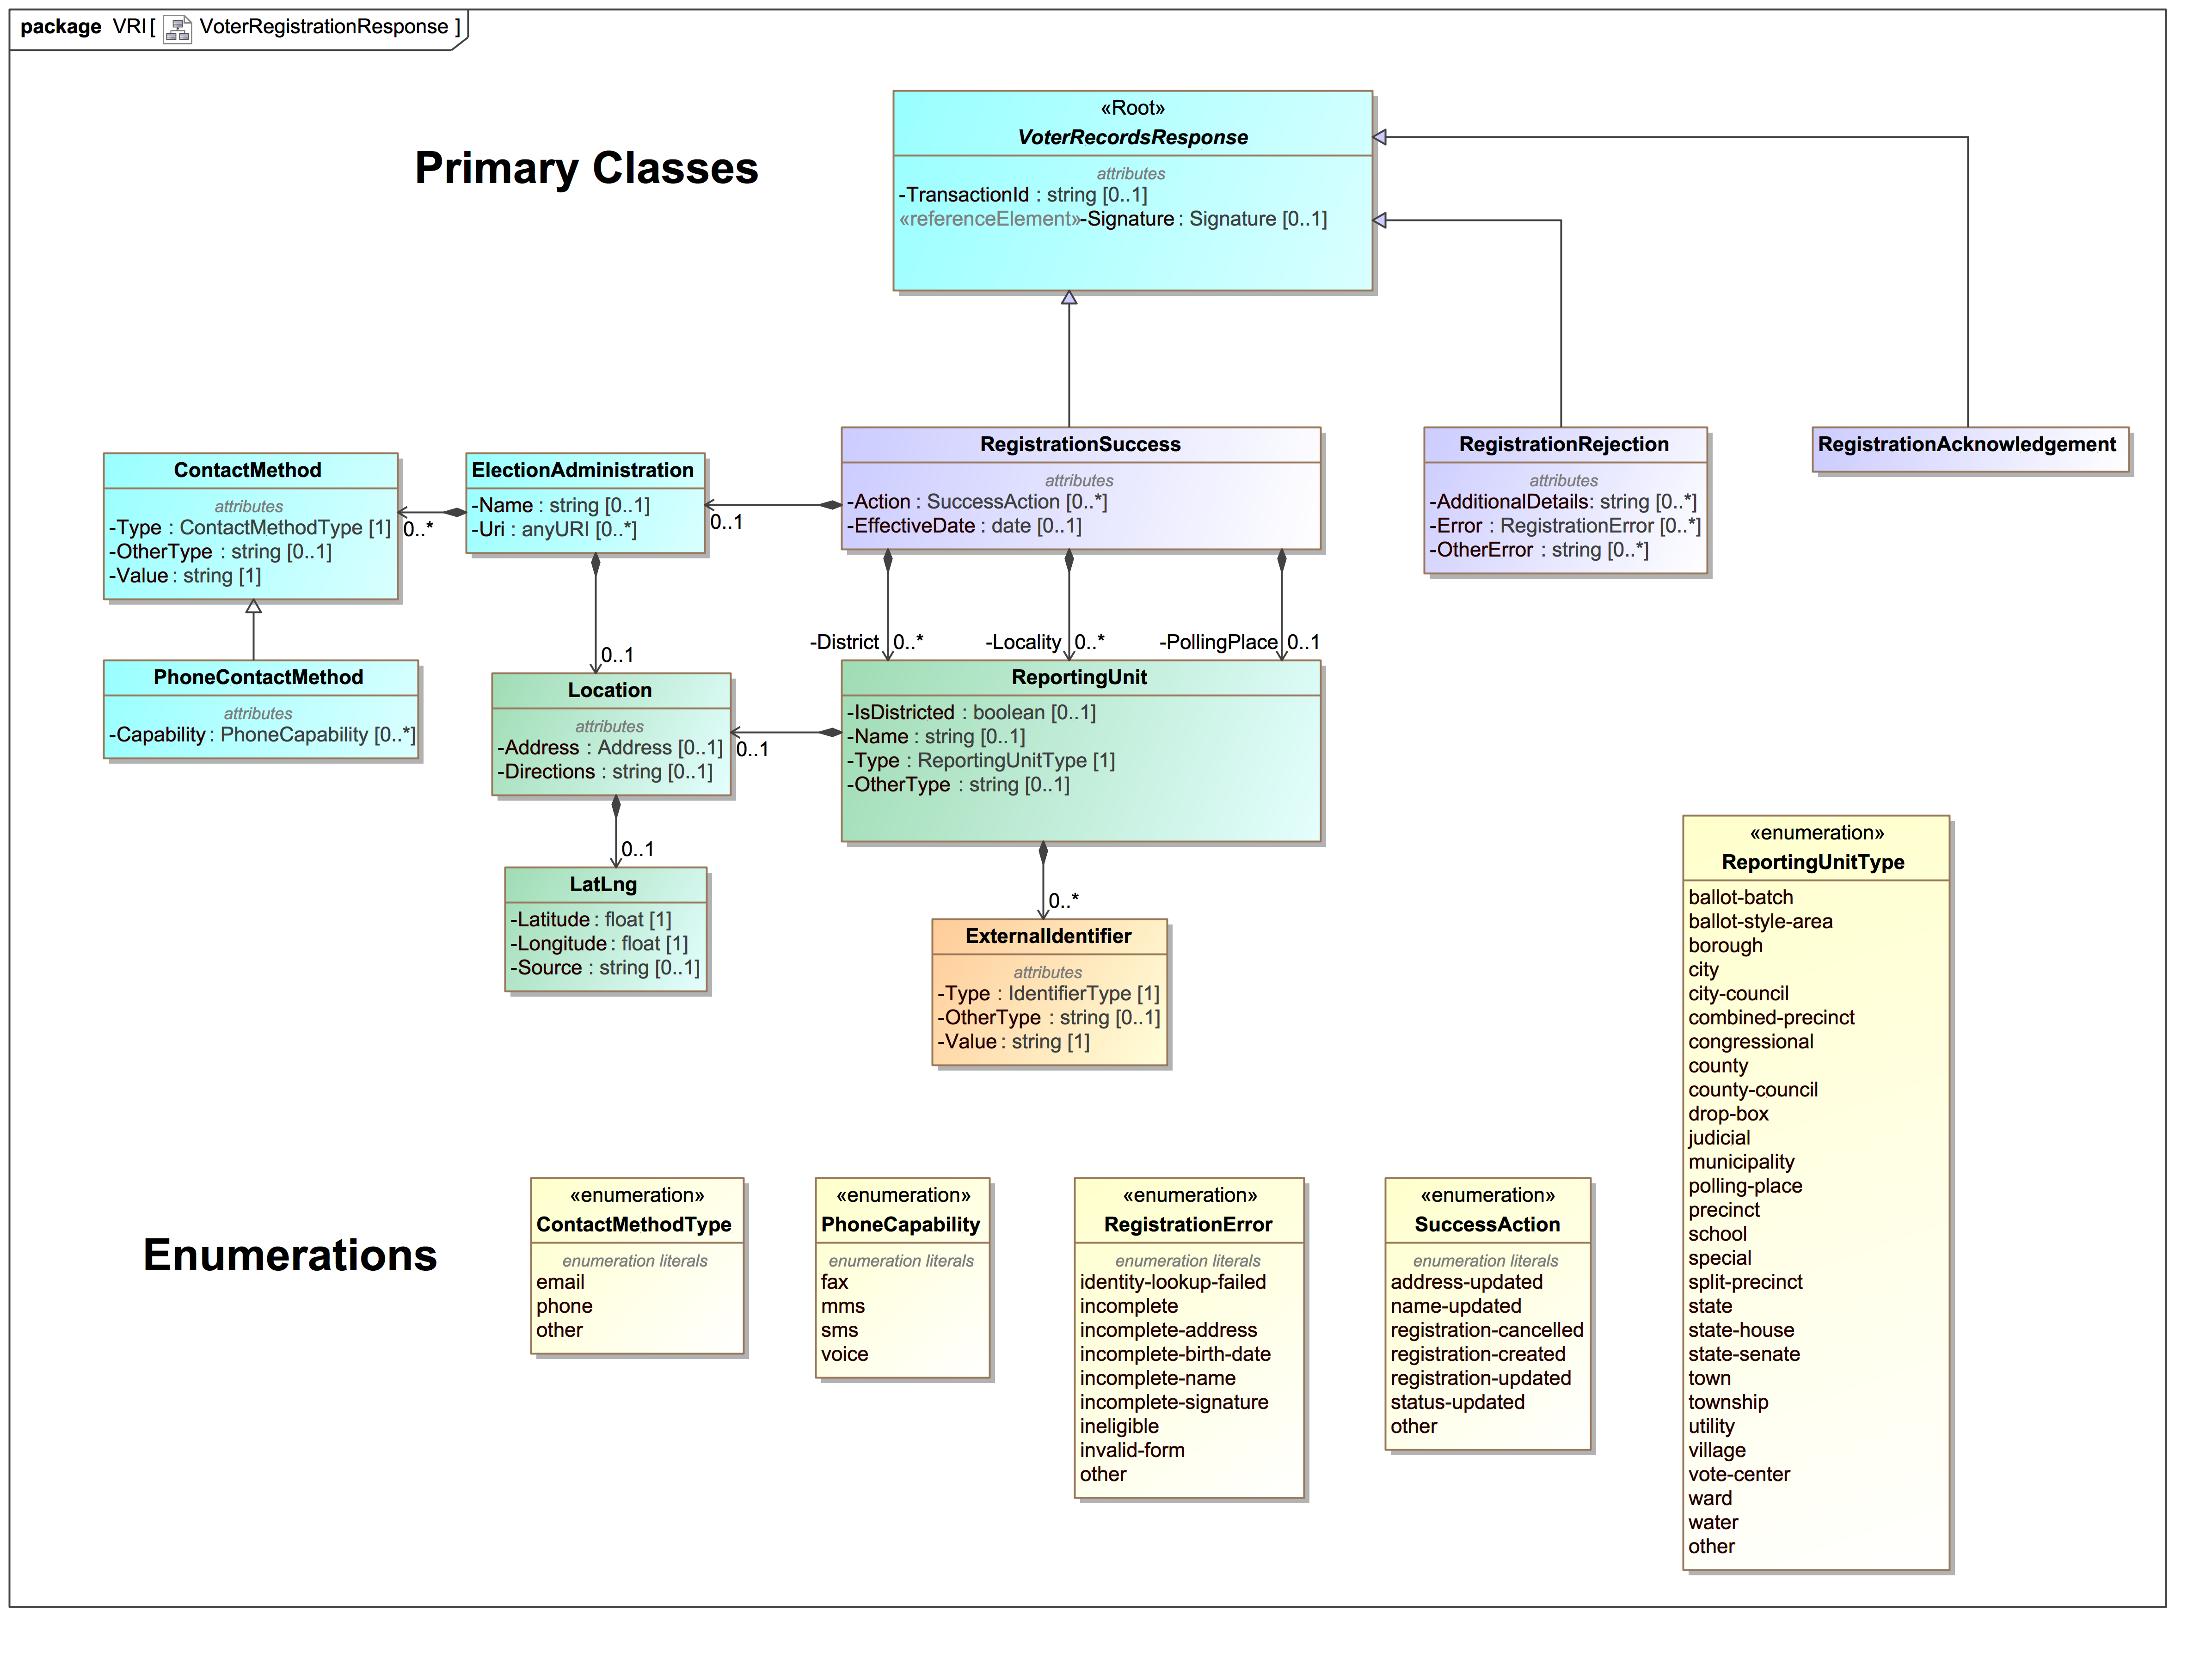 package VRI[ VoterRegistrationResponse ]
Primary Classes
«Root»
VoterRecordsResponse
attributes
-TransactionId : string [0..1]
«referenceElement»-Signature : Signature [0..1]
ContactMethod
attributes
-Type : ContactMethodType [1]
-OtherType : string [0..1]
-Value : string [1]
0..*
ElectionAdministration
-Name : string [0..1]
-Uri : anyURI [0..*]
0..1
RegistrationSuccess
attributes
-Action : SuccessAction [0..*]
-EffectiveDate : date [0..1]
RegistrationRejection
attributes
-AdditionalDetails: string [0..*]
-Error : RegistrationError [0..*]
-OtherError : string [0..*]
RegistrationAcknowledgement
-District 0..*
-Locality 0..*
-PollingPlace 0..1
0..1
PhoneContactMethod
attributes
-Capability : PhoneCapability [0..*]
Location
attributes
-Address : Address [0..1]
-Directions : string [0..1]
0..1
ReportingUnit
-IsDistricted : boolean [0..1]
-Name : string [0..1]
-Type : ReportingUnitType [1]
-OtherType : string [0..1]
0..1
LatLng
-Latitude : float [1]
-Longitude : float [1]
-Source : string [0..1]
0..*
ExternalIdentifier
attributes
-Type : IdentifierType [1]
-OtherType : string [0..1]
-Value : string [1]
«enumeration»
ReportingUnitType
ballot-batch
ballot-style-area
borough
city
city-council
combined-precinct
congressional
county
county-council
drop-box
judicial
municipality
polling-place
precinct
school
special
split-precinct
state
state-house
state-senate
town
township
utility
village
vote-center
ward
water
other
Enumerations
«enumeration»
ContactMethodType
enumeration literals
email
phone
other
«enumeration»
PhoneCapability
enumeration literals
fax
mms
sms
voice
«enumeration»
RegistrationError
enumeration literals
identity-lookup-failed
incomplete
incomplete-address
incomplete-birth-date
incomplete-name
incomplete-signature
ineligible
invalid-form
other
«enumeration»
SuccessAction
enumeration literals
address-updated
name-updated
registration-cancelled
registration-created
registration-updated
status-updated
other